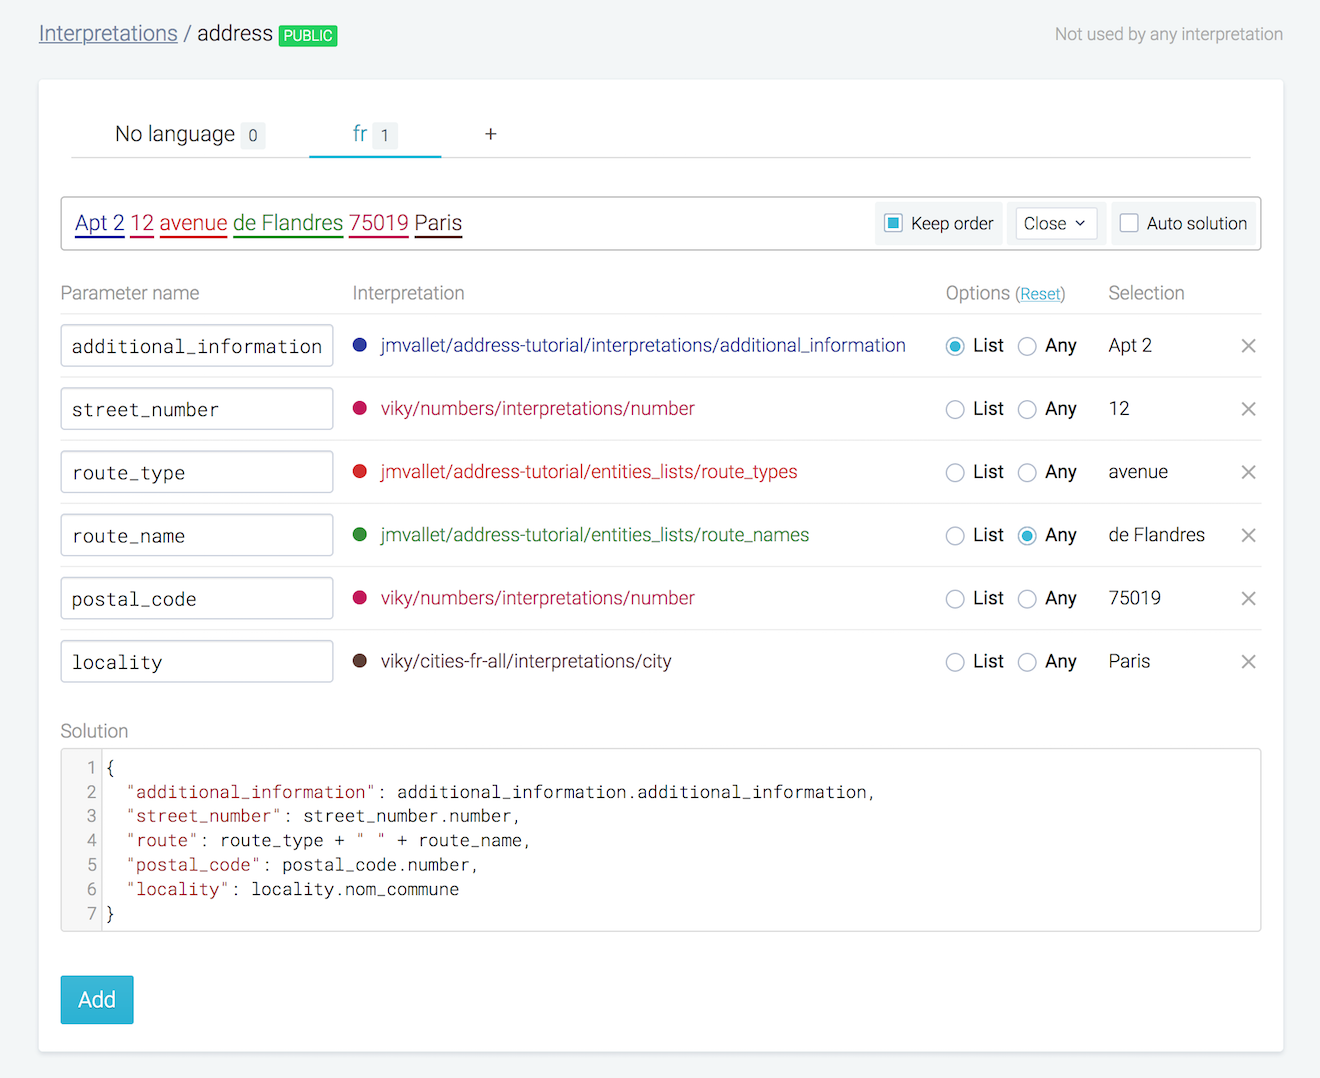 Interpretations / address PUBLIC
Not used by any interpretation
No language 0
fr 1
+
Apt 2 12 avenue de Flandres 75019 Paris
Keep order
Close
Auto solution
Parameter name Interpretation Options (Reset) Selection
additional_information jmvallet/address-tutorial/interpretations/additional_information List Any Apt 2
street_number viky/numbers/interpretations/number List Any 12
route_type jmvallet/address-tutorial/entities_lists/route_types List Any avenue
route_name jmvallet/address-tutorial/entities_lists/route_names List Any de Flandres
postal_code viky/numbers/interpretations/number List Any 75019
locality viky/cities-fr-all/interpretations/city List Any Paris
Solution
1 {
2 "additional_information": additional_information.additional_information,
3 "street_number": street_number.number,
4 "route": route_type + " " + route_name,
5 "postal_code": postal_code.number,
6 "locality": locality.nom_commune
7 }
Add